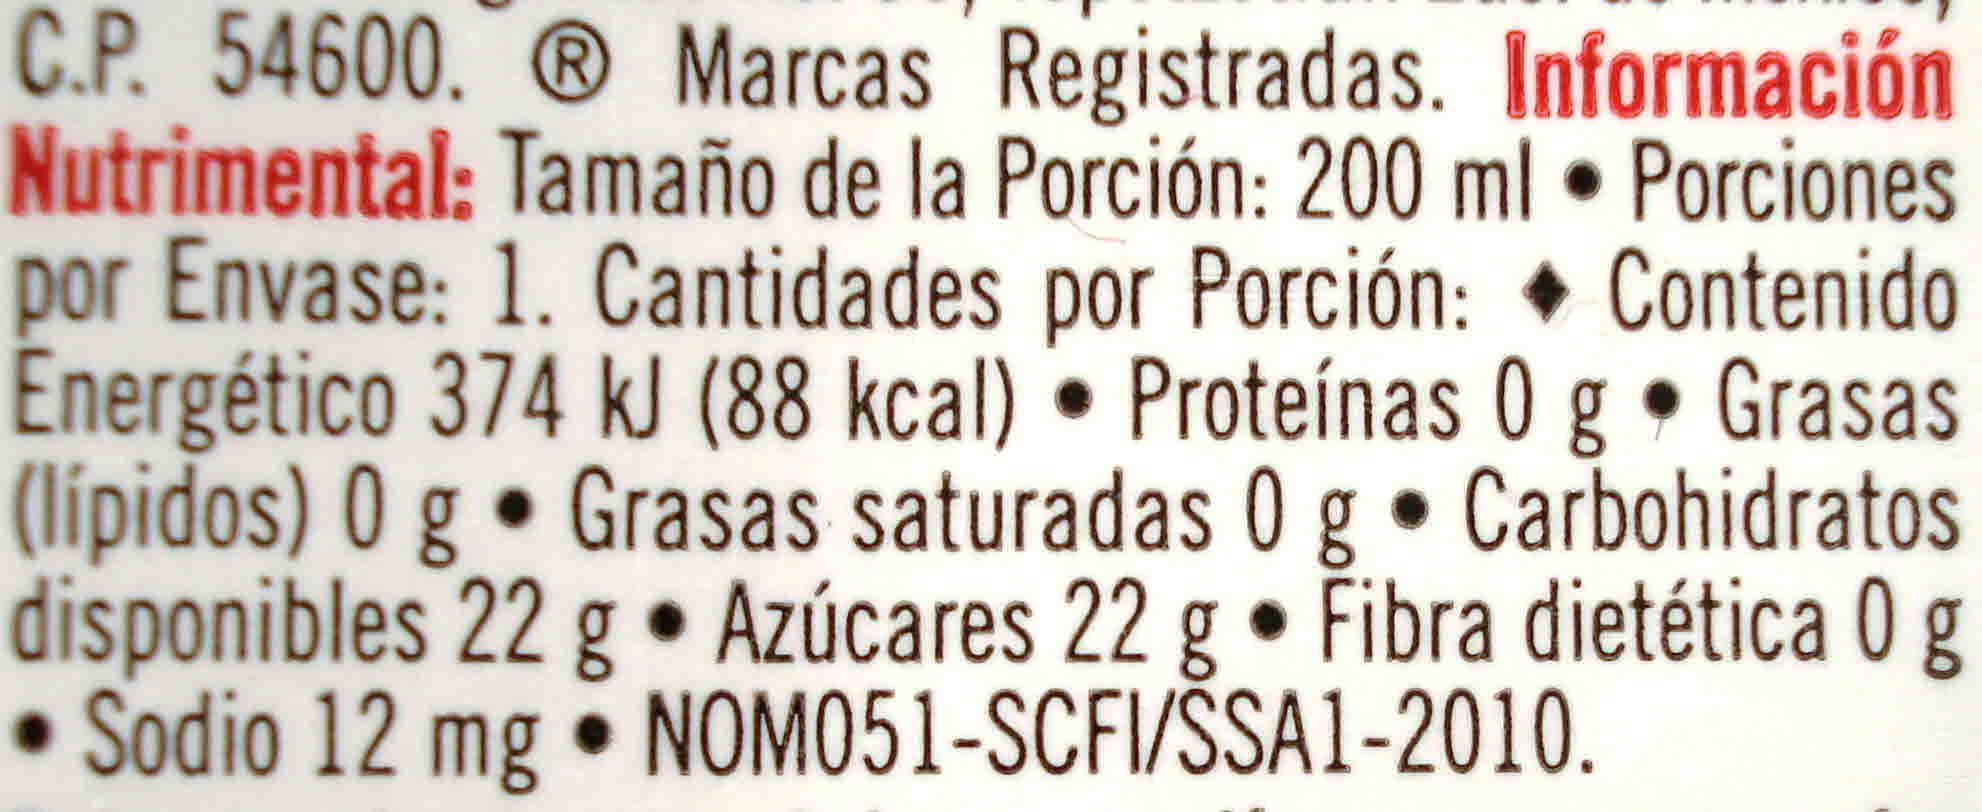 C.P. 54600. ® Marcas Registradas. Información
Nutrimental: Tamaño de la Porción: 200 ml • Porciones
por Envase: 1. Cantidades por Porción: ♦ Contenido
Energético 374 kJ (88 kcal) • Proteínas 0 g • Grasas
(lípidos) 0 g • Grasas saturadas 0 g • Carbohidratos
disponibles 22 g • Azúcares 22 g • Fibra dietética 0 g
• Sodio 12 mg • NOM051-SCFI/SSA1-2010.